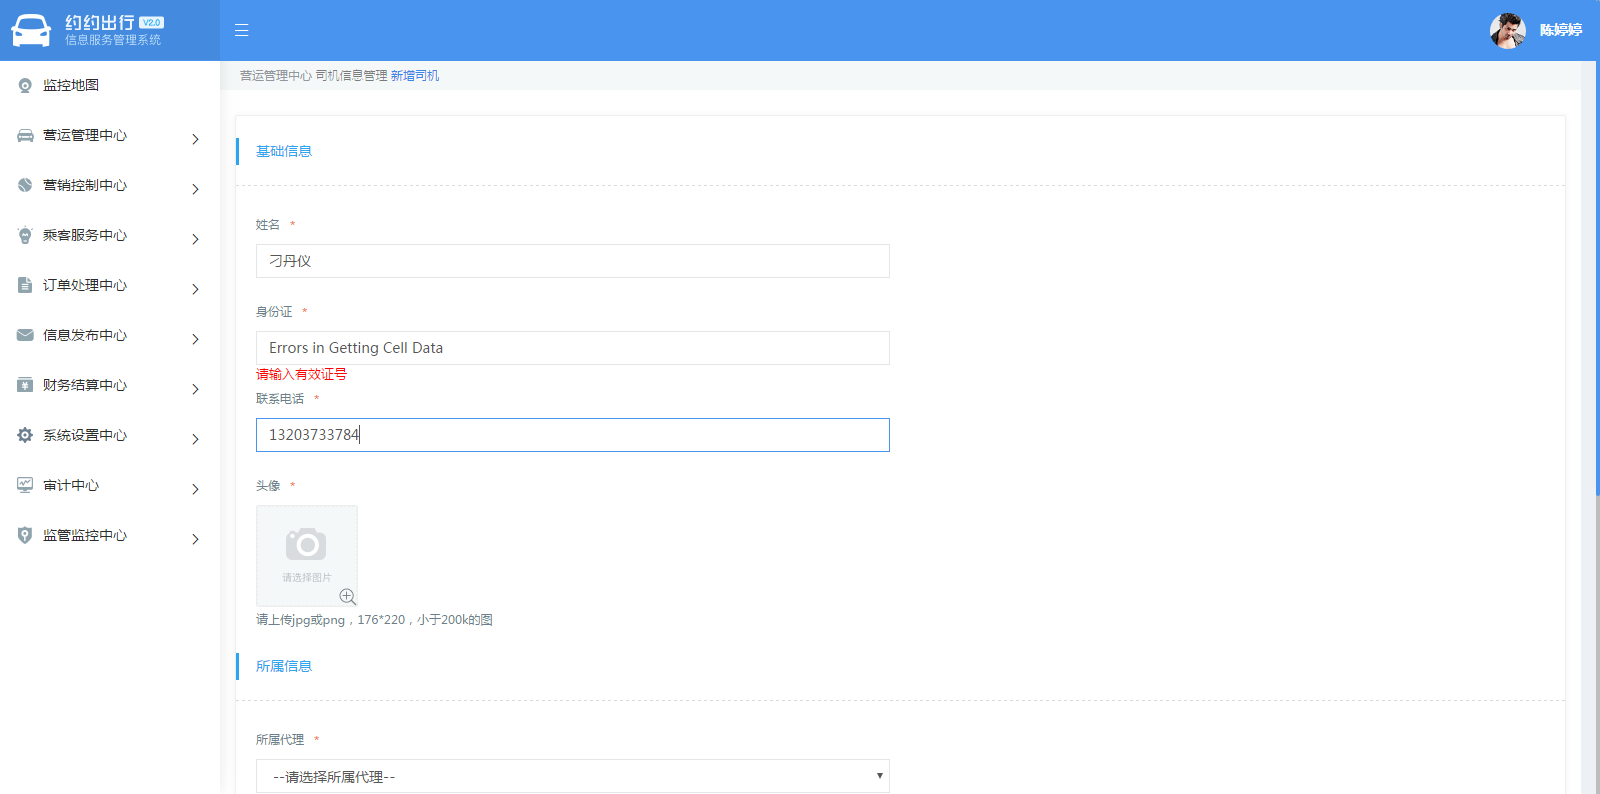 约约出行 V2.0
信息服务管理系统
陈婷婷
监控地图
营运管理中心
营销控制中心
乘客服务中心
订单处理中心
信息发布中心
财务结算中心
系统设置中心
审计中心
监管监控中心
营运管理中心 司机信息管理 新增司机
基础信息
姓名 *
刁丹仪
身份证 *
Errors in Getting Cell Data
请输入有效证号
联系电话 *
13203733784
头像 *
请选择图片
请上传jpg或png，176*220，小于200k的图
所属信息
所属代理 *
--请选择所属代理--